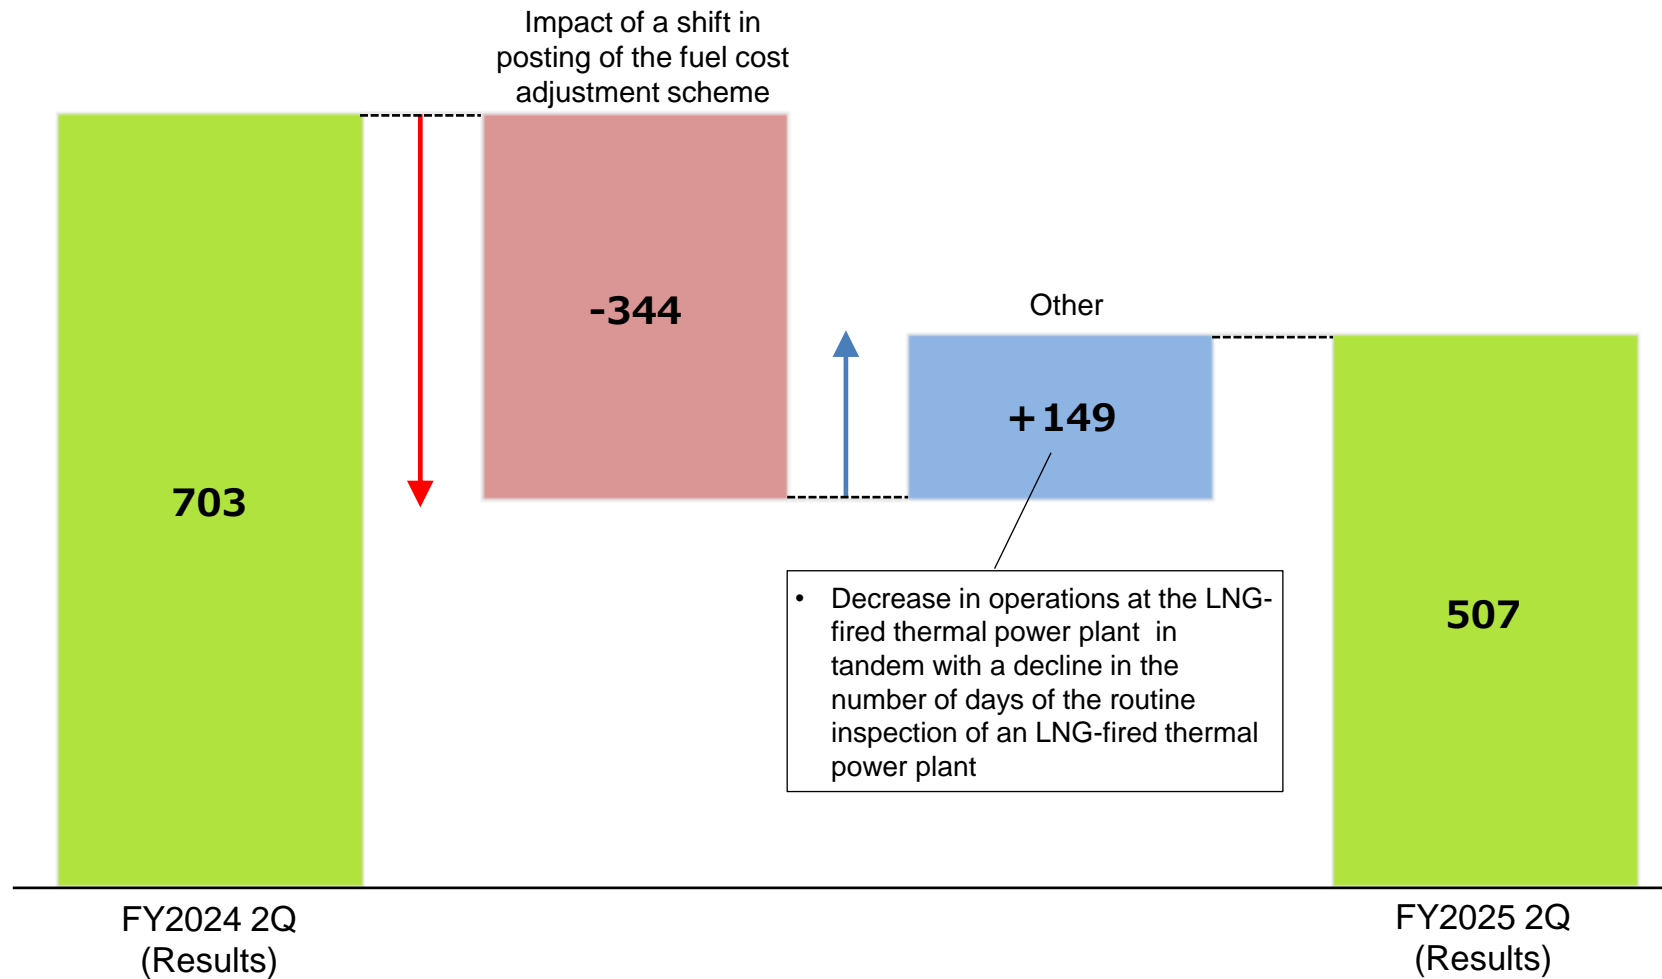 Impact of a shift in
posting of the fuel cost
adjustment scheme
703
-344
Other
+149
• Decrease in operations at the LNG-
fired thermal power plant  in
tandem with a decline in the
number of days of the routine
inspection of an LNG-fired thermal
power plant
507
FY2024 2Q
(Results)
FY2025 2Q
(Results)